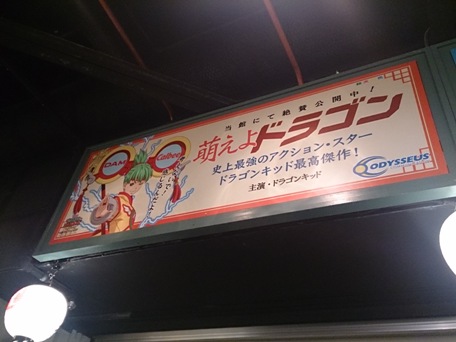 当館にて絶賛公開中!
萌えよドラゴン
史上最強のアクション・スター
ドラゴンキッド最高傑作!
主演・ドラゴンキッド
DAM
Calbee
ODYSSEUS